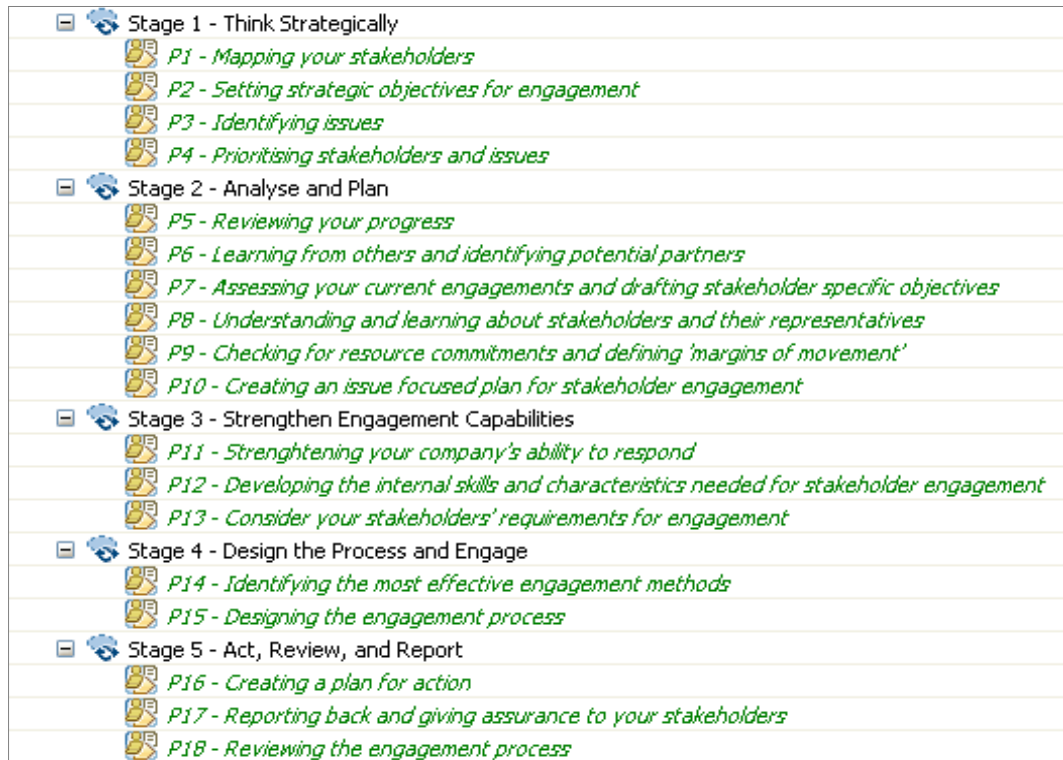 Stage 1 - Think Strategically
P1 - Mapping your stakeholders
P2 - Setting strategic objectives for engagement
P3 - Identifying issues
P4 - Prioritising stakeholders and issues
Stage 2 - Analyse and Plan
P5 - Reviewing your progress
P6 - Learning from others and identifying potential partners
P7 - Assessing your current engagements and drafting stakeholder specific objectives
P8 - Understanding and learning about stakeholders and their representatives
P9 - Checking for resource commitments and defining 'margins of movement'
P10 - Creating an issue focused plan for stakeholder engagement
Stage 3 - Strengthen Engagement Capabilities
P11 - Strenghtening your company's ability to respond
P12 - Developing the internal skills and characteristics needed for stakeholder engagement
P13 - Consider your stakeholders' requirements for engagement
Stage 4 - Design the Process and Engage
P14 - Identifying the most effective engagement methods
P15 - Designing the engagement process
Stage 5 - Act, Review, and Report
P16 - Creating a plan for action
P17 - Reporting back and giving assurance to your stakeholders
P18 - Reviewing the engagement process